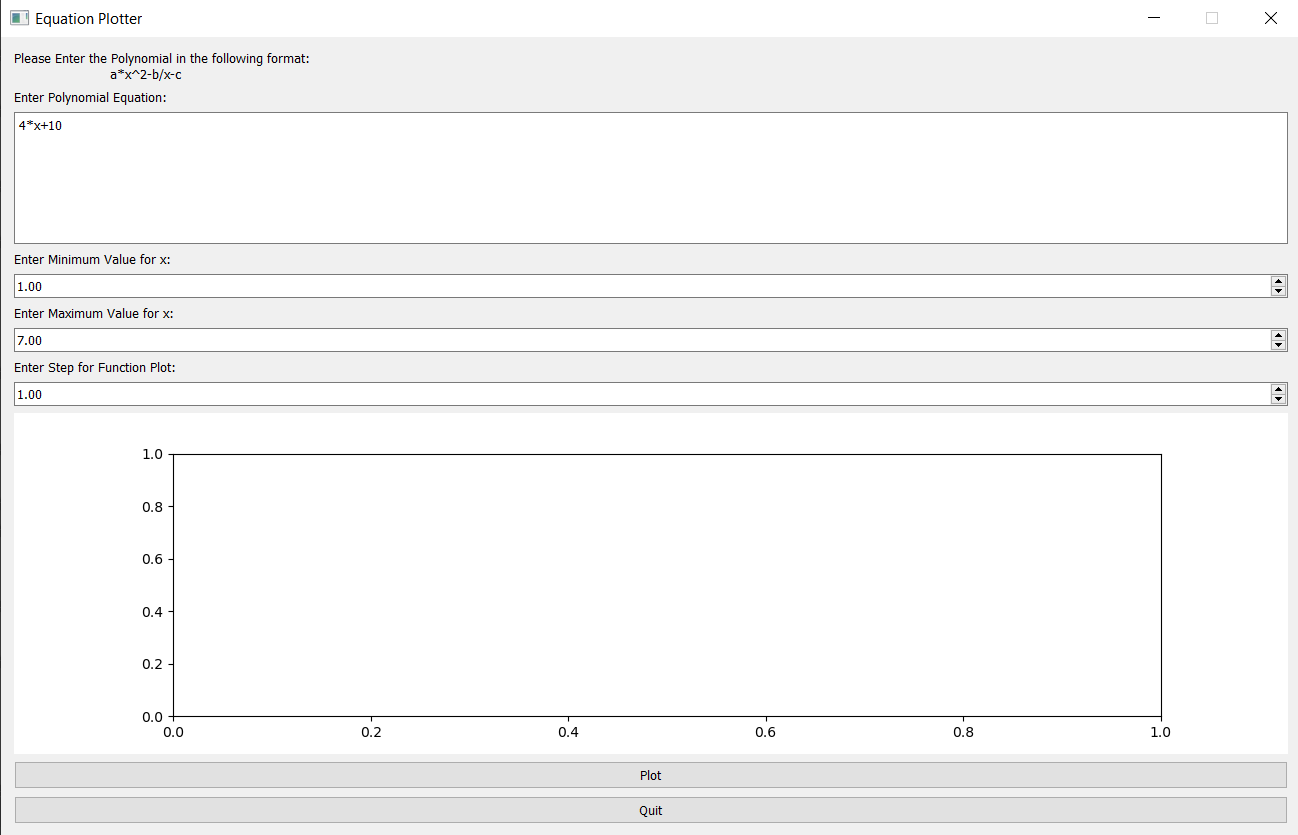 Equation Plotter
Please Enter the Polynomial in the following format:
a*x^2-b/x-c
Enter Polynomial Equation:
4*x+10
Enter Minimum Value for x:
1.00
Enter Maximum Value for x:
7.00
Enter Step for Function Plot:
1.00
1.0
0.8
0.6
0.4
0.2
0.0
0.0 0.2 0.4 0.6 0.8 1.0
Plot
Quit